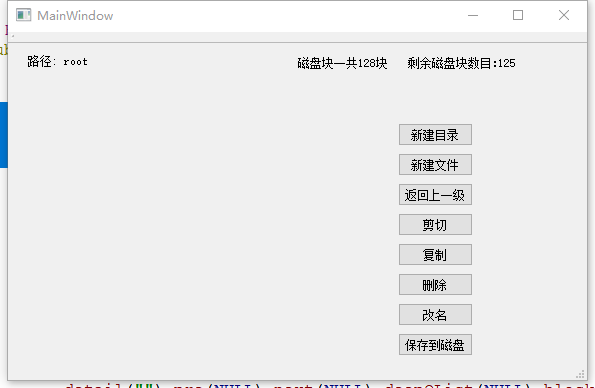 MainWindow
路径: root
磁盘块一共128块 剩余磁盘块数目:125
新建目录
新建文件
返回上一级
剪切
复制
删除
改名
保存到磁盘